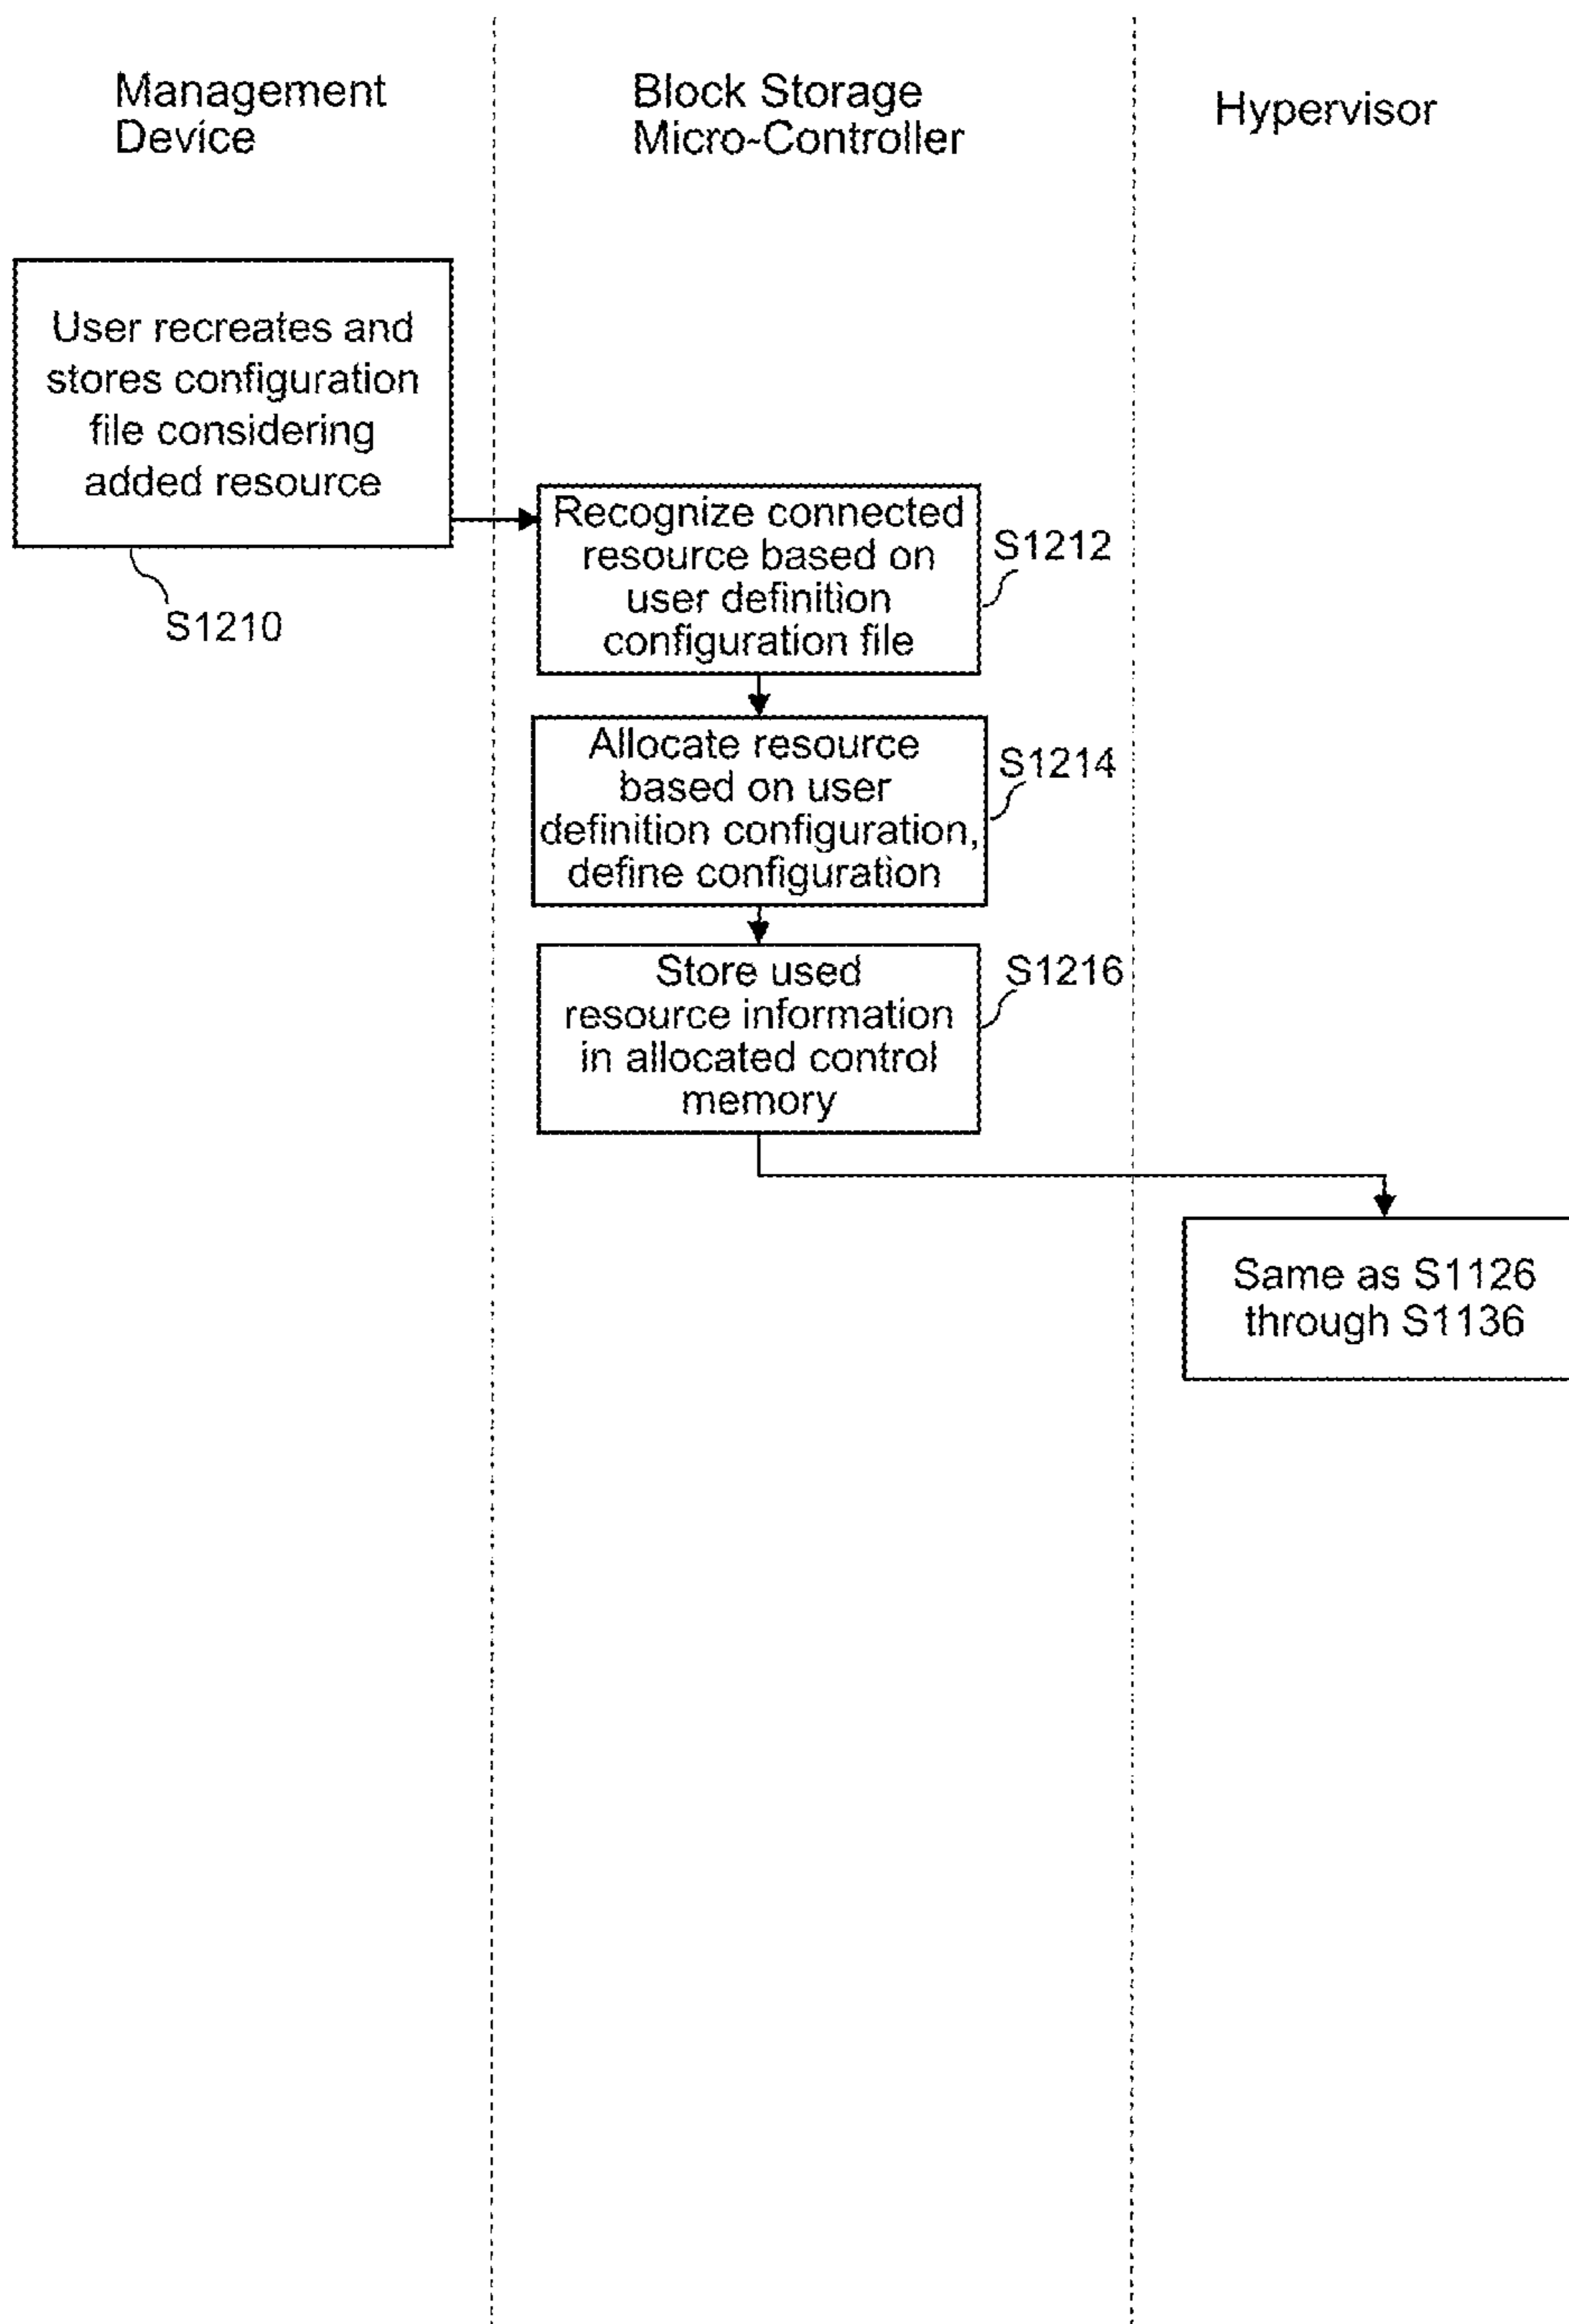 Management
Device
Block Storage
Micro-Controller
Hypervisor
User recreates and
stores configuration
file considering
added resource
S1210
Recognize connected
resource based on
user definition
configuration file
S1212
Allocate resource
based on user
definition configuration,
define configuration
S1214
Store used
resource information
in allocated control
memory
S1216
Same as S1126
through S1136